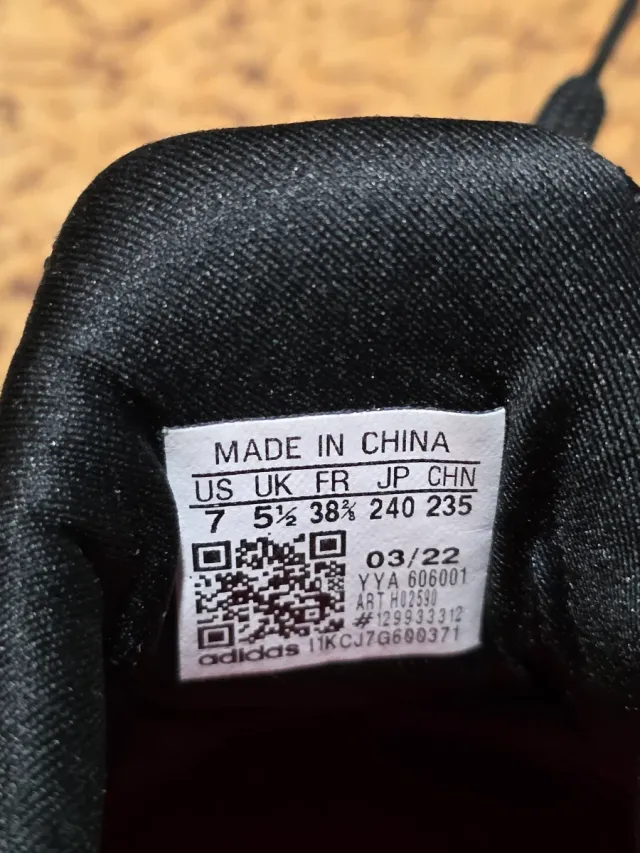 MADE IN CHINA
US UK FR JP CHN
7 5½ 38⅔ 240 235
03/22
YYA 606001
ART H02590
#129933312
adidas I1KCJ7G600371